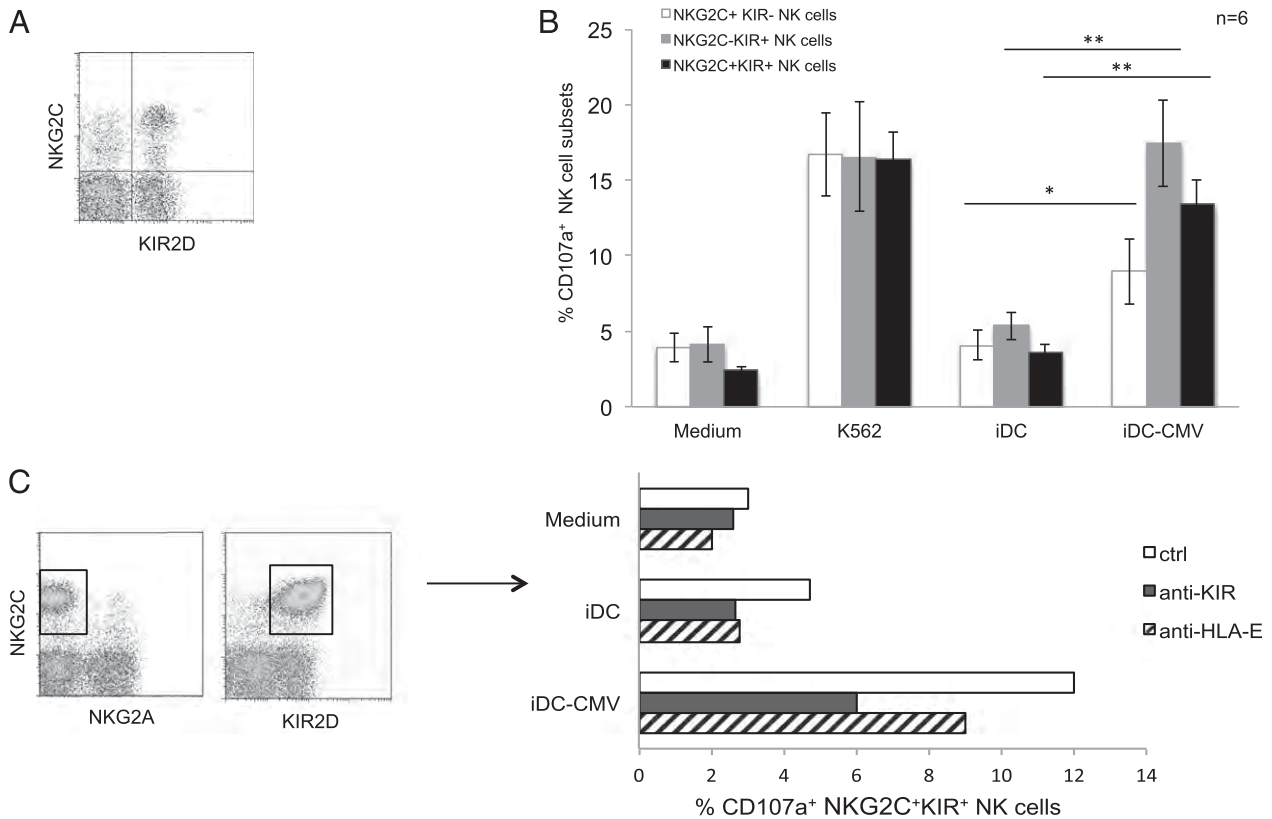 A
NKG2C
KIR2D
B
NKG2C+ KIR- NK cells
NKG2C-KIR+ NK cells
NKG2C+KIR+ NK cells
n=6
% CD107a⁺ NK cell subsets
25
20
15
10
5
0
**
**
*
Medium
K562
iDC
iDC-CMV
C
NKG2C
NKG2A
KIR2D
Medium
iDC
iDC-CMV
ctrl
anti-KIR
anti-HLA-E
0 2 4 6 8 10 12 14
% CD107a⁺ NKG2C⁺KIR⁺ NK cells